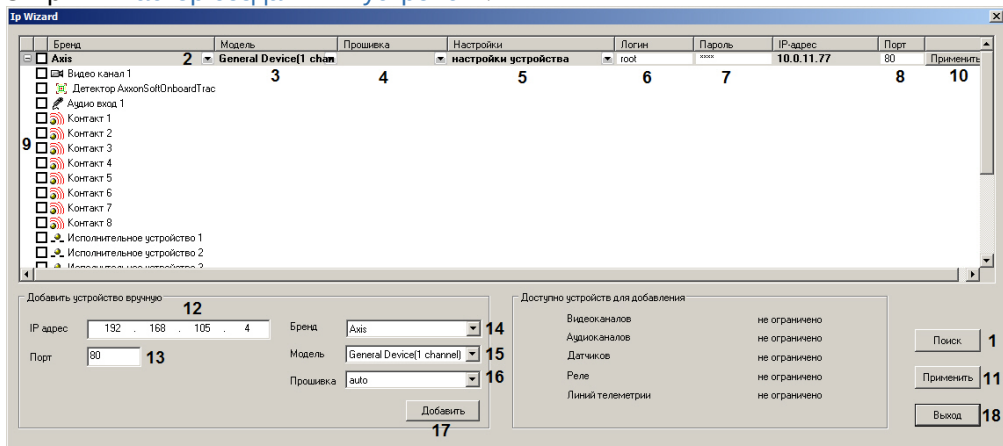 Ip Wizard
Бренд Модель Прошивка Настройки Логин Пароль IP-адрес Порт
Axis 2 General Device(1 chan настройки устройства root **** 10.0.11.77 80 Применить
Видео канал 1 3 4 5 6 7 8 10
Детектор AxxonSoftOnboardTrac
Аудио вход 1
Контакт 1
Контакт 2
9 Контакт 3
Контакт 4
Контакт 5
Контакт 6
Контакт 7
Контакт 8
Исполнительное устройство 1
Исполнительное устройство 2
Исполнительное устройство 3
Добавить устройство вручную
12
IP адрес 192 . 168 . 105 . 4
Порт 80 13
Бренд Axis 14
Модель General Device(1 channel) 15
Прошивка auto 16
Добавить
17
Доступно устройств для добавления
Видеоканалов не ограничено
Аудиоканалов не ограничено
Датчиков не ограничено
Реле не ограничено
Линий телеметрии не ограничено
Поиск 1
Применить 11
Выход 18